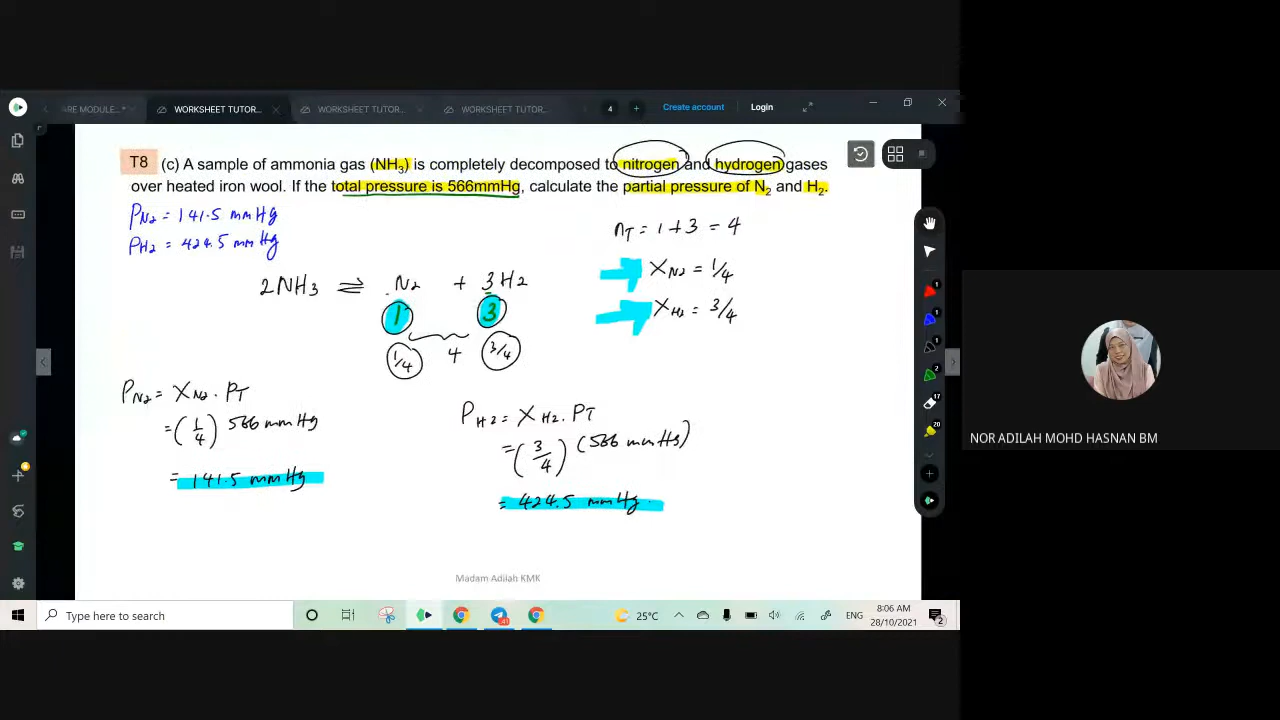 ARE MODULE...
WORKSHEET TUTOR...
WORKSHEET TUTOR...
WORKSHEET TUTOR...
4
Create account
Login
T8 (c) A sample of ammonia gas (NH₃) is completely decomposed to nitrogen and hydrogen gases
over heated iron wool. If the total pressure is 566mmHg, calculate the partial pressure of N₂ and H₂.
PN2 = 141.5 mmHg
PH2 = 424.5 mmHg
nT = 1 + 3 = 4
XN2 = 1/4
XH2 = 3/4
2NH3 ⇌ N2 + 3H2
1 3
1/4 4 3/4
PN2 = XN2 . PT
= (1/4) 566 mmHg
= 141.5 mmHg
PH2 = XH2 . PT
= (3/4) (566 mmHg)
= 424.5 mmHg
Madam Adilah KMK
NOR ADILAH MOHD HASNAN BM
Type here to search
25°C
ENG
8:06 AM
28/10/2021
2